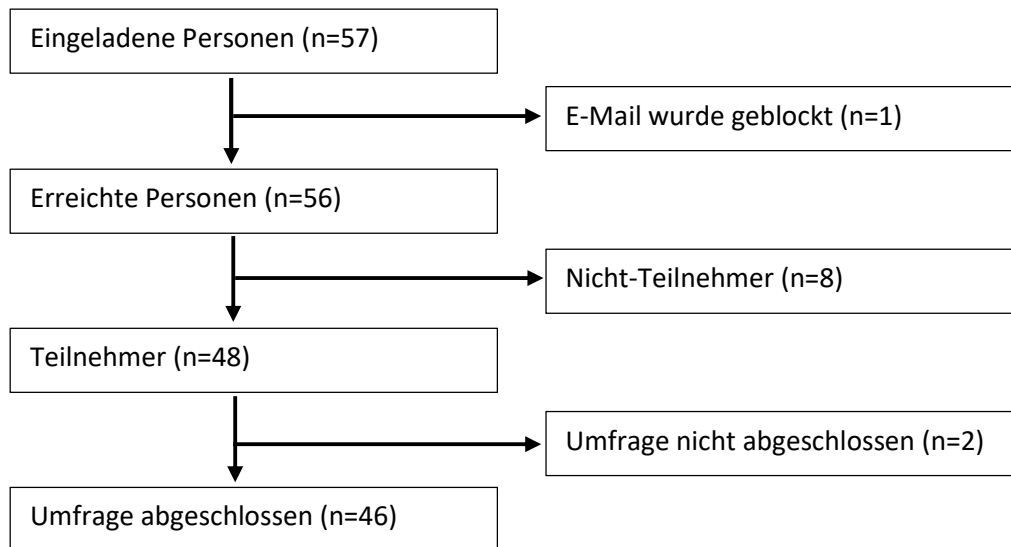 Eingeladene Personen (n=57)
E-Mail wurde geblockt (n=1)
Erreichte Personen (n=56)
Nicht-Teilnehmer (n=8)
Teilnehmer (n=48)
Umfrage nicht abgeschlossen (n=2)
Umfrage abgeschlossen (n=46)